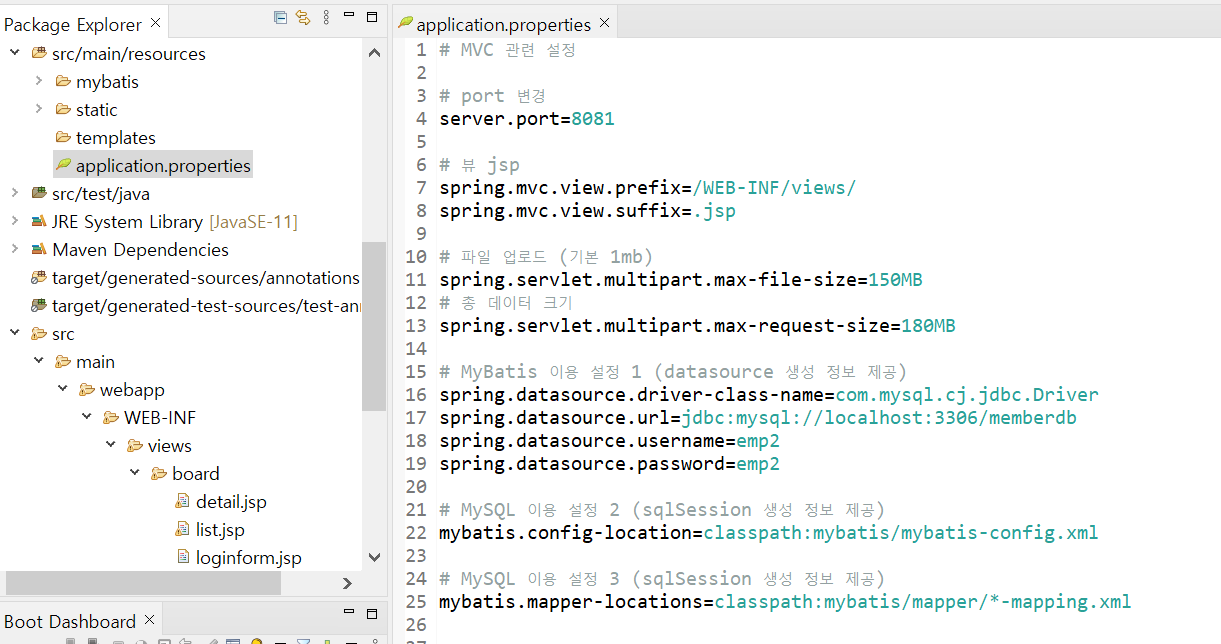 Package Explorer
src/main/resources
mybatis
static
templates
application.properties
src/test/java
JRE System Library [JavaSE-11]
Maven Dependencies
target/generated-sources/annotations
target/generated-test-sources/test-an
src
main
webapp
WEB-INF
views
board
detail.jsp
list.jsp
loginform.jsp
Boot Dashboard
application.properties
1 # MVC 관련 설정
2
3 # port 변경
4 server.port=8081
5
6 # 뷰 jsp
7 spring.mvc.view.prefix=/WEB-INF/views/
8 spring.mvc.view.suffix=.jsp
9
10 # 파일 업로드 (기본 1mb)
11 spring.servlet.multipart.max-file-size=150MB
12 # 총 데이터 크기
13 spring.servlet.multipart.max-request-size=180MB
14
15 # MyBatis 이용 설정 1 (datasource 생성 정보 제공)
16 spring.datasource.driver-class-name=com.mysql.cj.jdbc.Driver
17 spring.datasource.url=jdbc:mysql://localhost:3306/memberdb
18 spring.datasource.username=emp2
19 spring.datasource.password=emp2
20
21 # MySQL 이용 설정 2 (sqlSession 생성 정보 제공)
22 mybatis.config-location=classpath:mybatis/mybatis-config.xml
23
24 # MySQL 이용 설정 3 (sqlSession 생성 정보 제공)
25 mybatis.mapper-locations=classpath:mybatis/mapper/*-mapping.xml
26